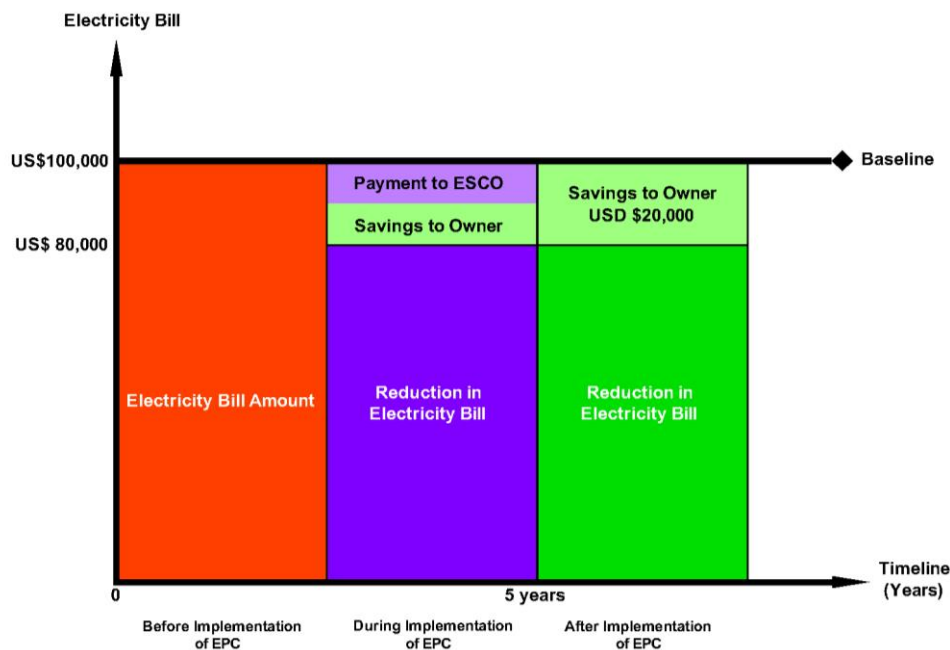 Electricity Bill
US$100,000
Baseline
Payment to ESCO
Savings to Owner
USD $20,000
Savings to Owner
US$ 80,000
Electricity Bill Amount
Reduction in
Electricity Bill
Reduction in
Electricity Bill
Timeline
(Years)
0
5 years
Before Implementation
of EPC
During Implementation
of EPC
After Implementation
of EPC